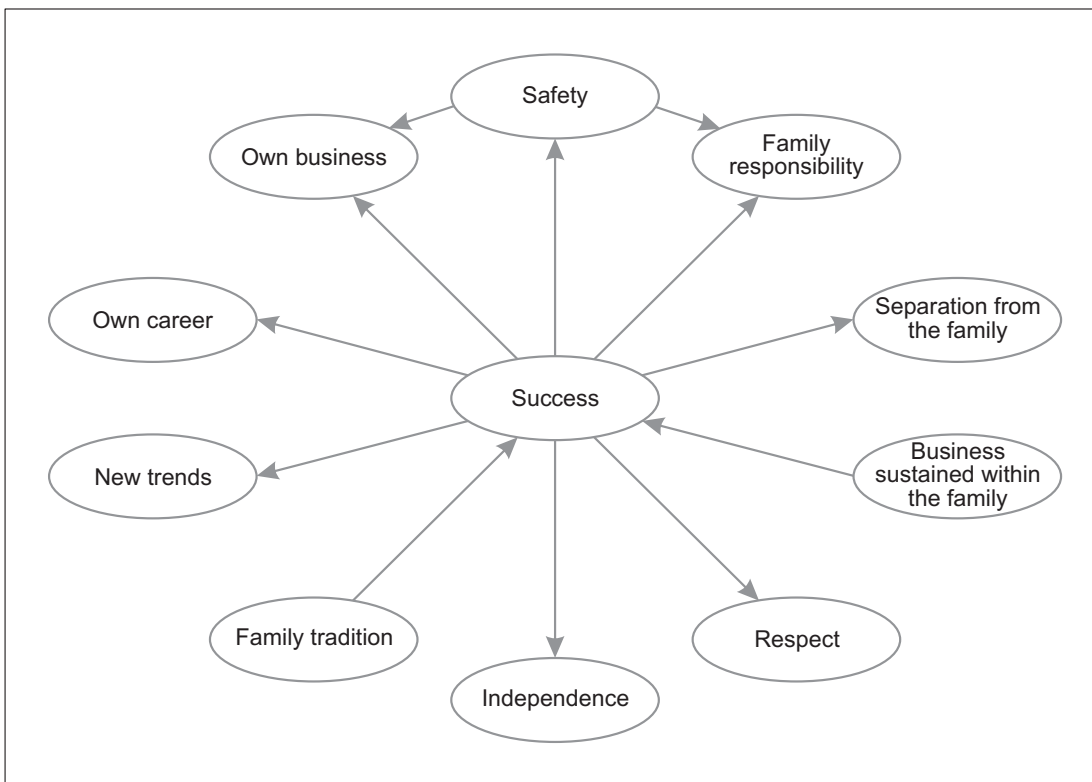 Safety
Own business
Family
responsibility
Own career
Separation from
the family
Success
New trends
Business
sustained within
the family
Family tradition
Respect
Independence